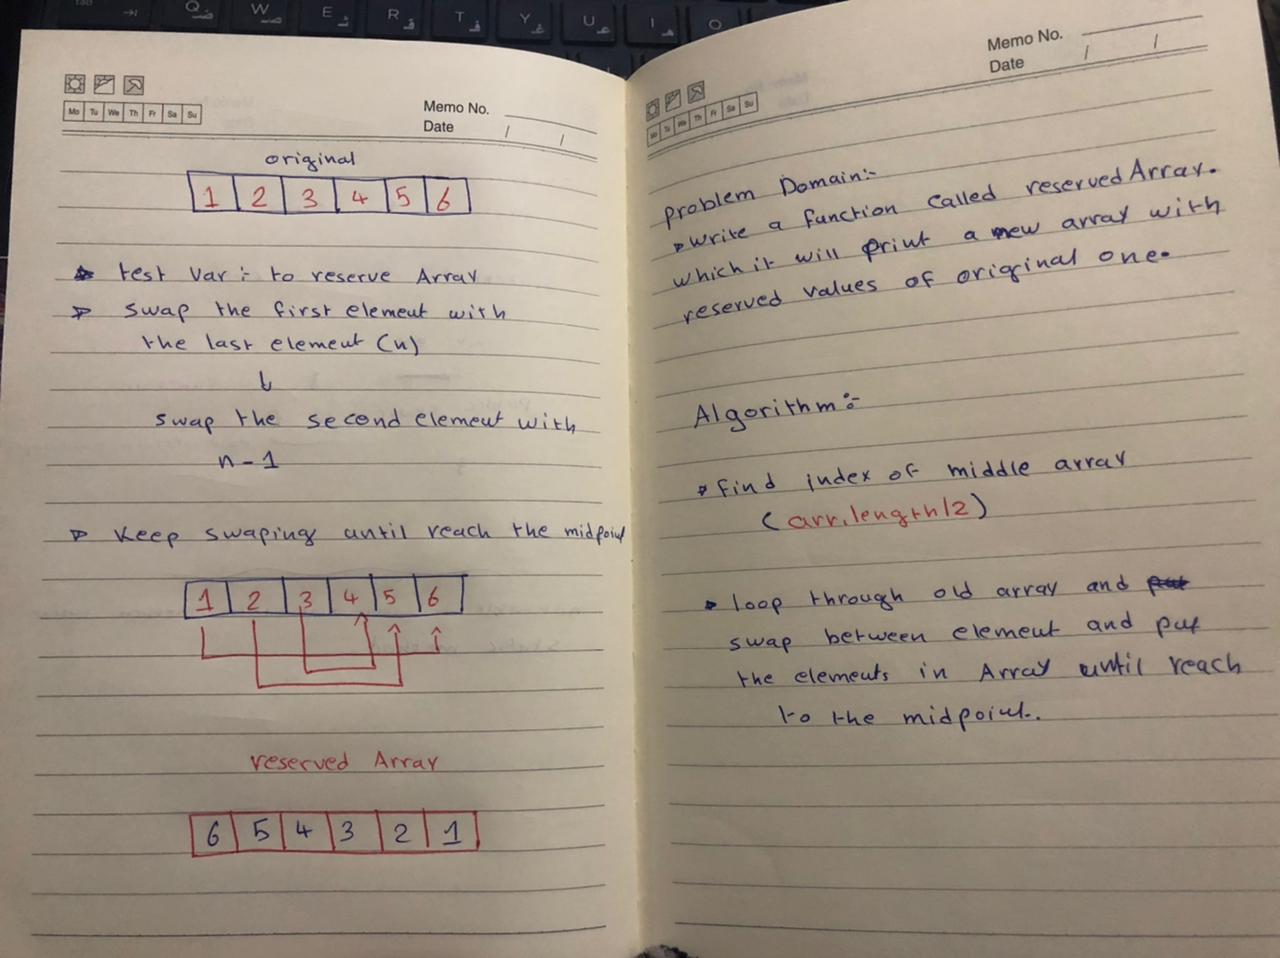 Q
W
E
R
T
Y
U
I
O
Mo Tu We Th Fr Sa Su
Memo No.
Date / /
original
1 2 3 4 5 6
test var :- to reserve Array
swap the first element with
the last element (n)
swap the second element with
n-1
Keep swaping until reach the midpoint
1 2 3 4 5 6
reserved Array
6 5 4 3 2 1
Mo Tu We Th Fr Sa Su
Memo No.
Date / /
problem Domain:-
write a function called reservedArray.
which it will print a new array with
reserved values of original one.
Algorithm:-
find index of middle array
(arr.length/2)
loop through old array and
swap between element and put
the elements in Array until reach
to the midpoint..